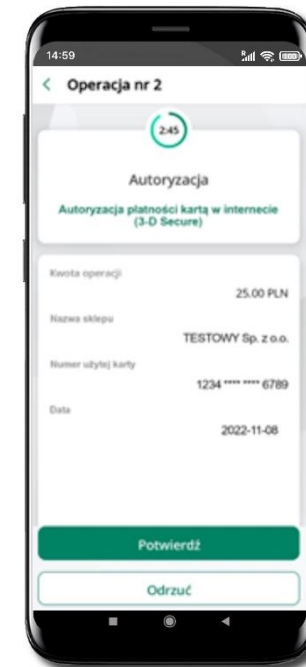 14:59
Operacja nr 2
2:45
Autoryzacja
Autoryzacja płatności kartą w internecie
(3-D Secure)
Kwota operacji
25.00 PLN
Nazwa sklepu
TESTOWY Sp. z o.o.
Numer użytej karty
1234 **** **** 6789
Data
2022-11-08
Potwierdź
Odrzuć